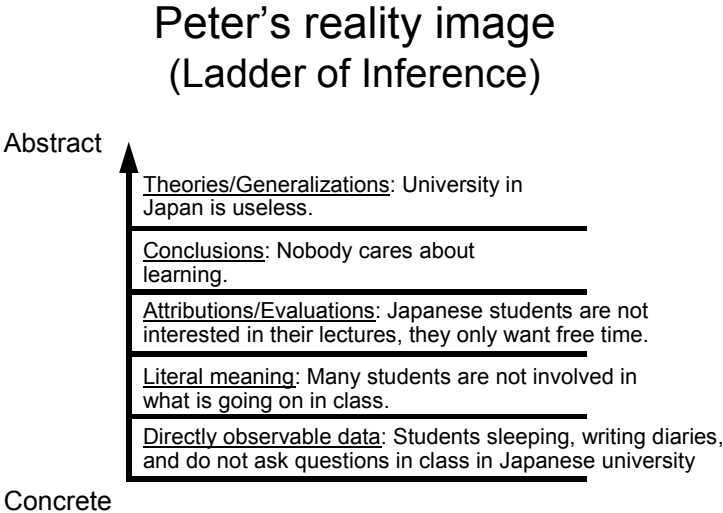 Peter’s reality image
(Ladder of Inference)
Abstract
Theories/Generalizations: University in
Japan is useless.
Conclusions: Nobody cares about
learning.
Attributions/Evaluations: Japanese students are not
interested in their lectures, they only want free time.
Literal meaning: Many students are not involved in
what is going on in class.
Directly observable data: Students sleeping, writing diaries,
and do not ask questions in class in Japanese university
Concrete